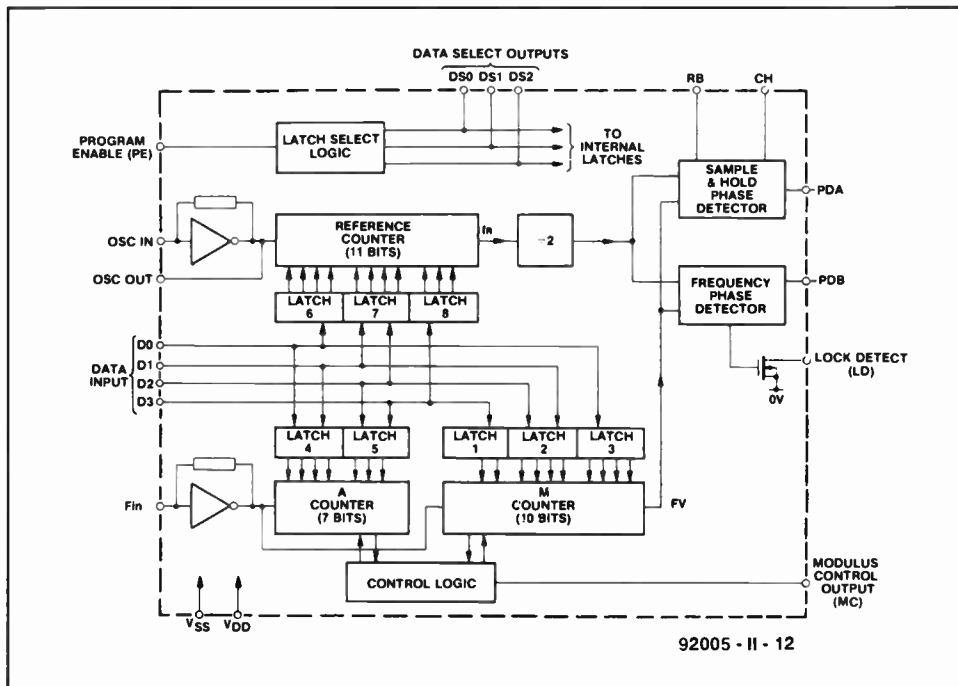 DATA SELECT OUTPUTS
DS0 DS1 DS2
RB
CH
PROGRAM
ENABLE (PE)
LATCH SELECT
LOGIC
TO
INTERNAL
LATCHES
SAMPLE
& HOLD
PHASE
DETECTOR
PDA
OSC IN
REFERENCE
COUNTER
(11 BITS)
fn
÷2
OSC OUT
FREQUENCY
PHASE
DETECTOR
PDB
LATCH
6
LATCH
7
LATCH
8
LOCK DETECT
(LD)
0V
DATA
INPUT
D0
D1
D2
D3
LATCH
4
LATCH
5
LATCH
1
LATCH
2
LATCH
3
Fin
A
COUNTER
(7 BITS)
M
COUNTER
(10 BITS)
FV
CONTROL LOGIC
MODULUS
CONTROL
OUTPUT
(MC)
VSS
VDD
92005 - II - 12